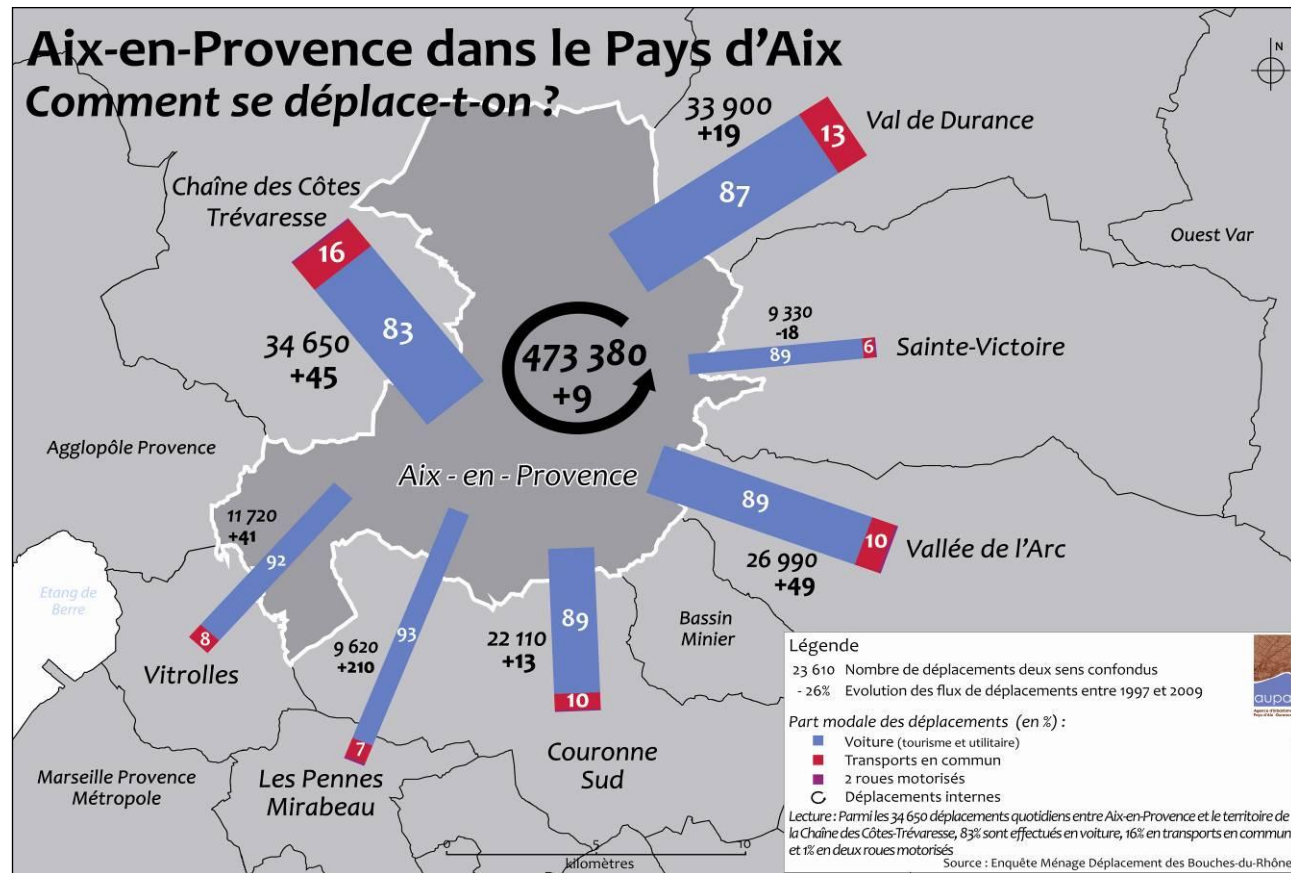 Aix-en-Provence dans le Pays d'Aix
Comment se déplace-t-on ?
N
33 900
+19
13
Val de Durance
87
Chaîne des Côtes
Trévaresse
16
83
34 650
+45
Ouest Var
9 330
-18
89
6
Sainte-Victoire
473 380
+9
Agglopôle Provence
Aix - en - Provence
89
10
Vallée de l'Arc
26 990
+49
11 720
+41
92
8
Vitrolles
Etang de
Berre
9 620
+210
93
7
Les Pennes
Mirabeau
22 110
+13
89
10
Couronne
Sud
Bassin
Minier
Marseille Provence
Métropole
5
10
kilomètres
Légende
23 610 Nombre de déplacements deux sens confondus
- 26% Evolution des flux de déplacements entre 1997 et 2009
Part modale des déplacements (en %) :
Voiture (tourisme et utilitaire)
Transports en commun
2 roues motorisés
Déplacements internes
Lecture : Parmi les 34 650 déplacements quotidiens entre Aix-en-Provence et le territoire de
la Chaîne des Côtes-Trévaresse, 83% sont effectués en voiture, 16% en transports en commun
et 1% en deux roues motorisés
Source : Enquête Ménage Déplacement des Bouches-du-Rhône
aupa